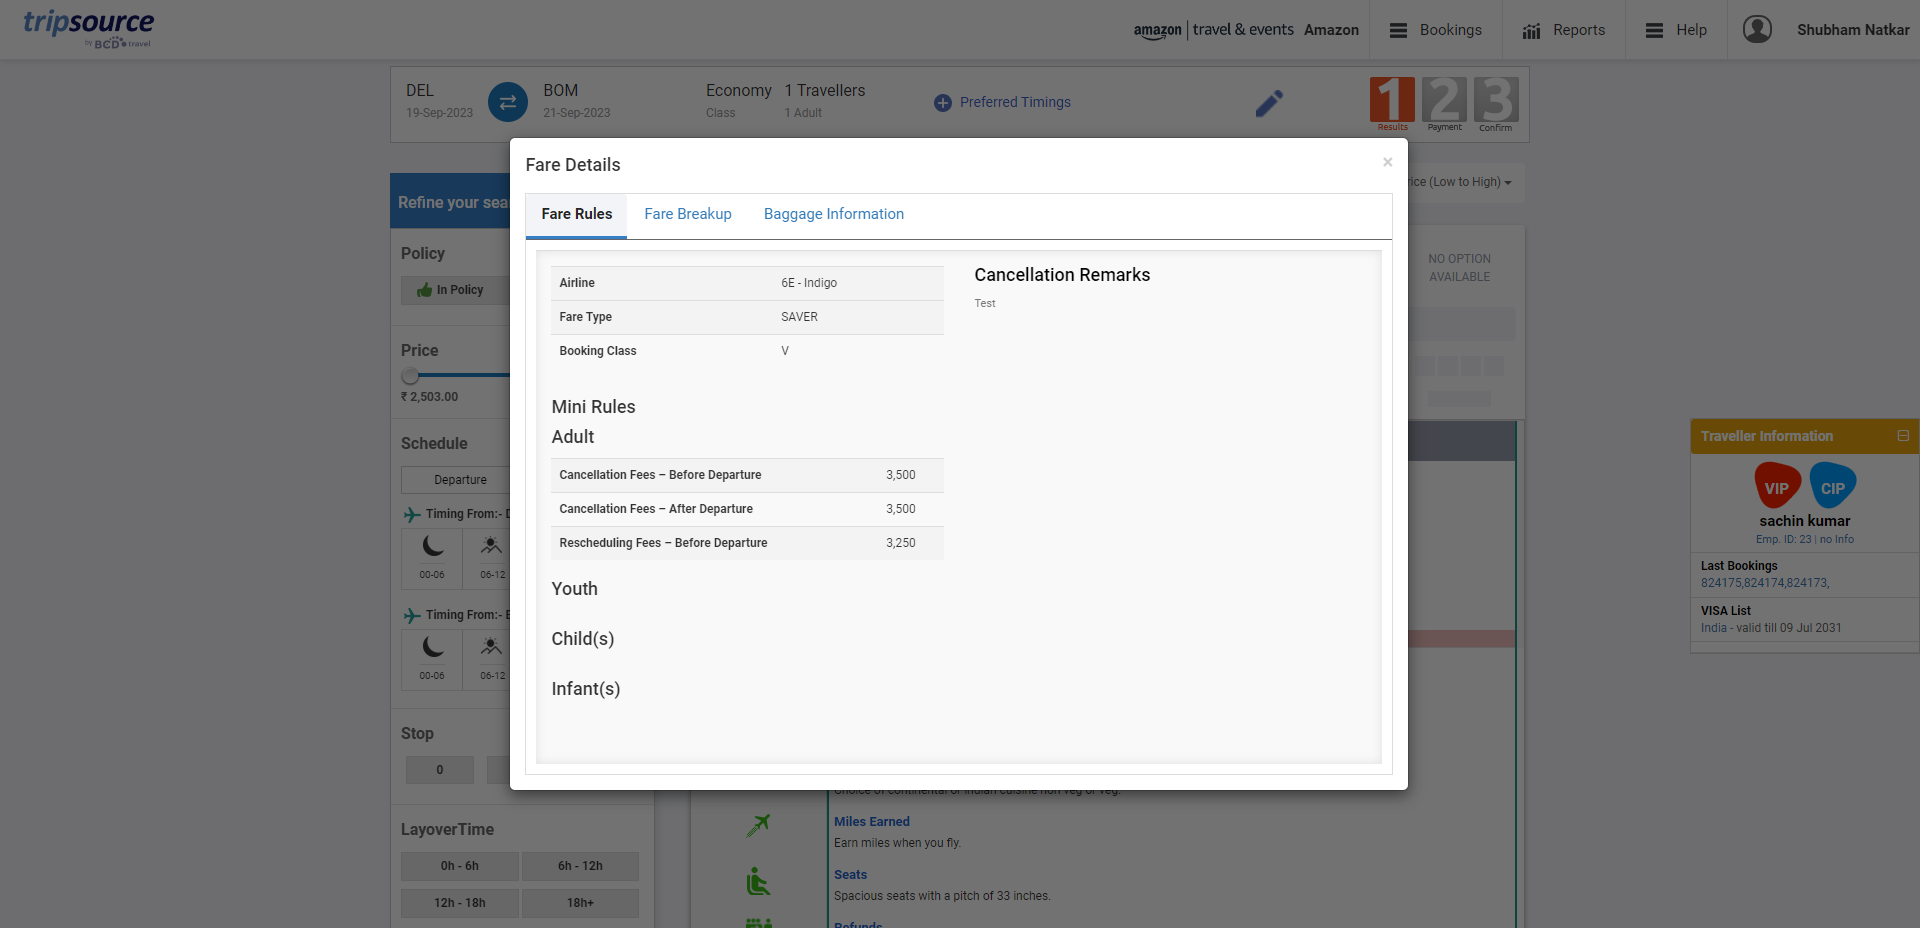 tripsource
by BCD travel
amazon | travel & events Amazon
Bookings
Reports
Help
Shubham Natkar
DEL
19-Sep-2023
BOM
21-Sep-2023
Economy
Class
1 Travellers
1 Adult
Preferred Timings
1 2 3
Results Payment Confirm
Fare Details
×
Fare Rules Fare Breakup Baggage Information
Airline 6E - Indigo
Fare Type SAVER
Booking Class V
Mini Rules
Adult
Cancellation Fees – Before Departure 3,500
Cancellation Fees – After Departure 3,500
Rescheduling Fees – Before Departure 3,250
Youth
Child(s)
Infant(s)
Cancellation Remarks
Test
Refine your sea
Policy
In Policy
Price
₹ 2,503.00
Schedule
Departure
Timing From:-
00-06 06-12
Timing From:-
00-06 06-12
Stop
0
LayoverTime
0h - 6h 6h - 12h
12h - 18h 18h+
rice (Low to High)
NO OPTION
AVAILABLE
Choice of continental or Indian cuisine non veg or veg.
Miles Earned
Earn miles when you fly.
Seats
Spacious seats with a pitch of 33 inches.
Refunds
Traveller Information
VIP CIP
sachin kumar
Emp. ID: 23 | no Info
Last Bookings
824175,824174,824173,
VISA List
India - valid till 09 Jul 2031